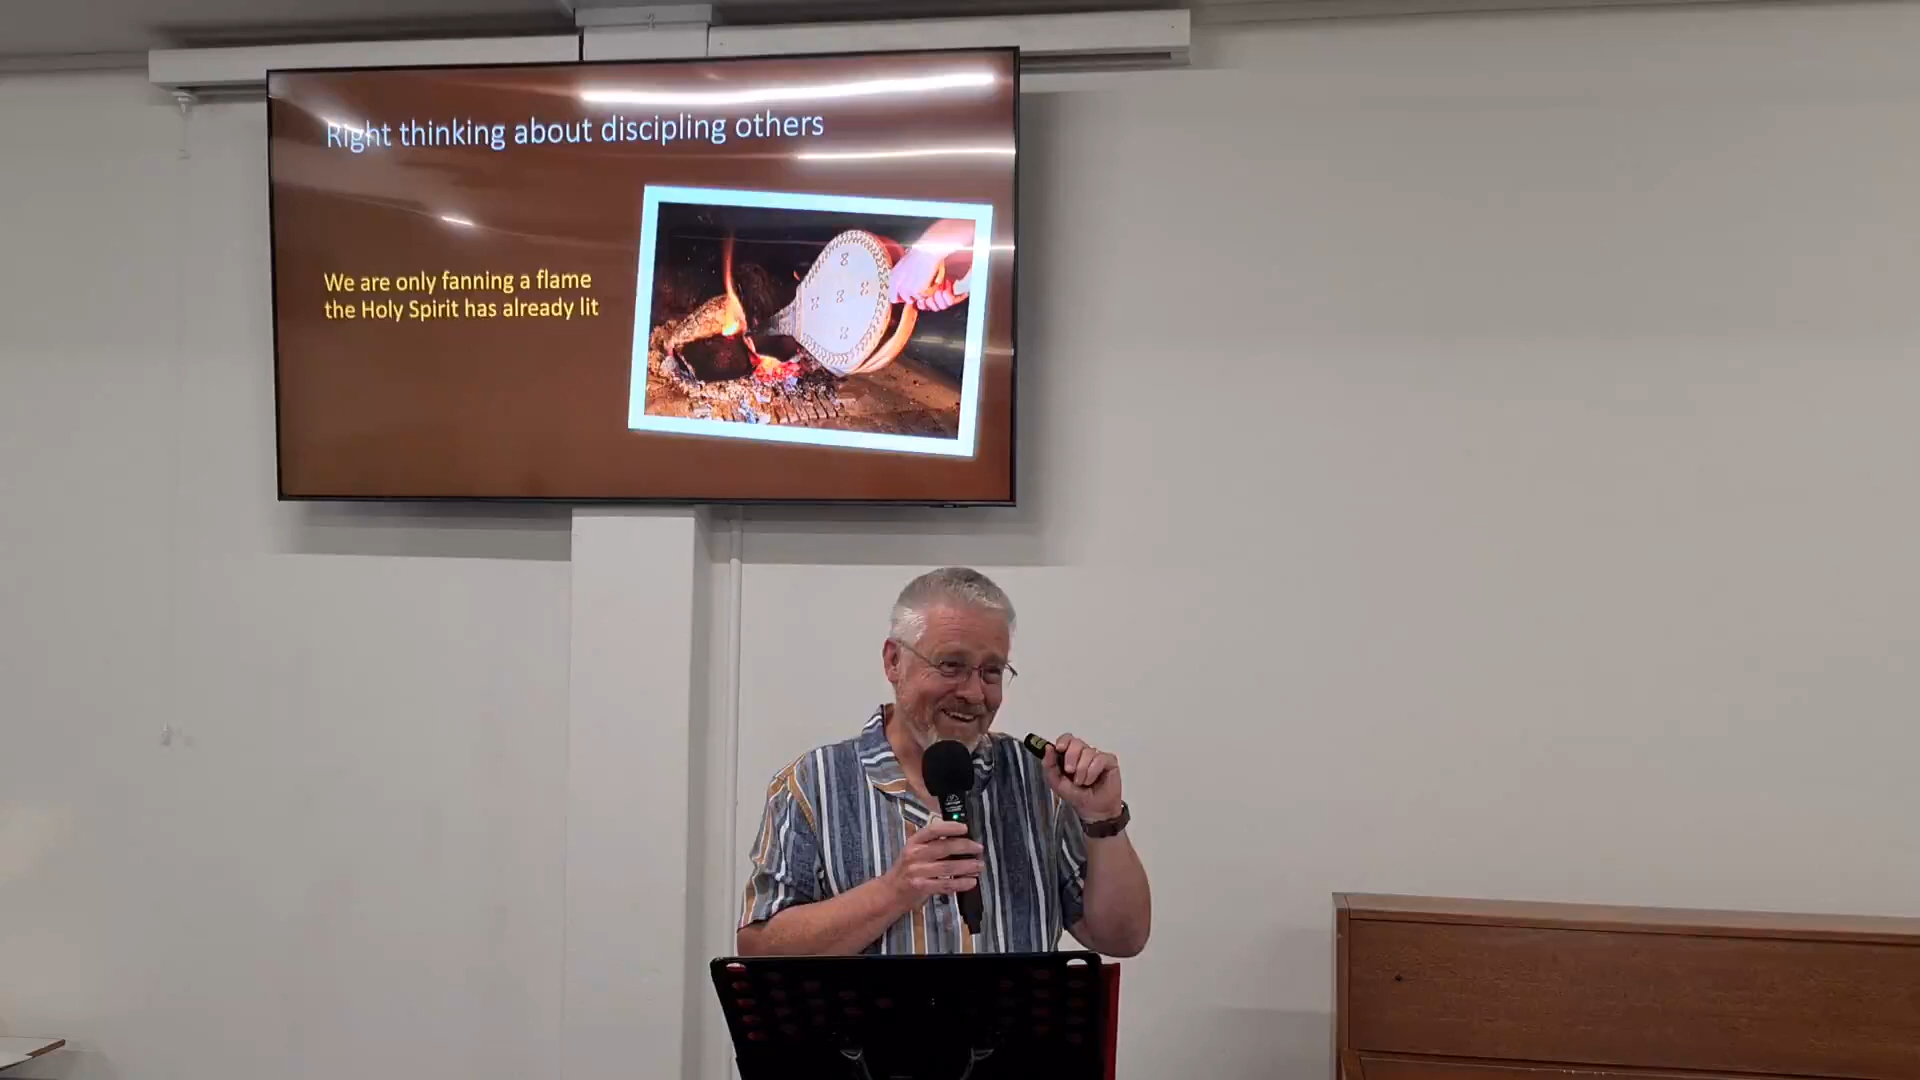 Right thinking about discipling others
We are only fanning a flame
the Holy Spirit has already lit